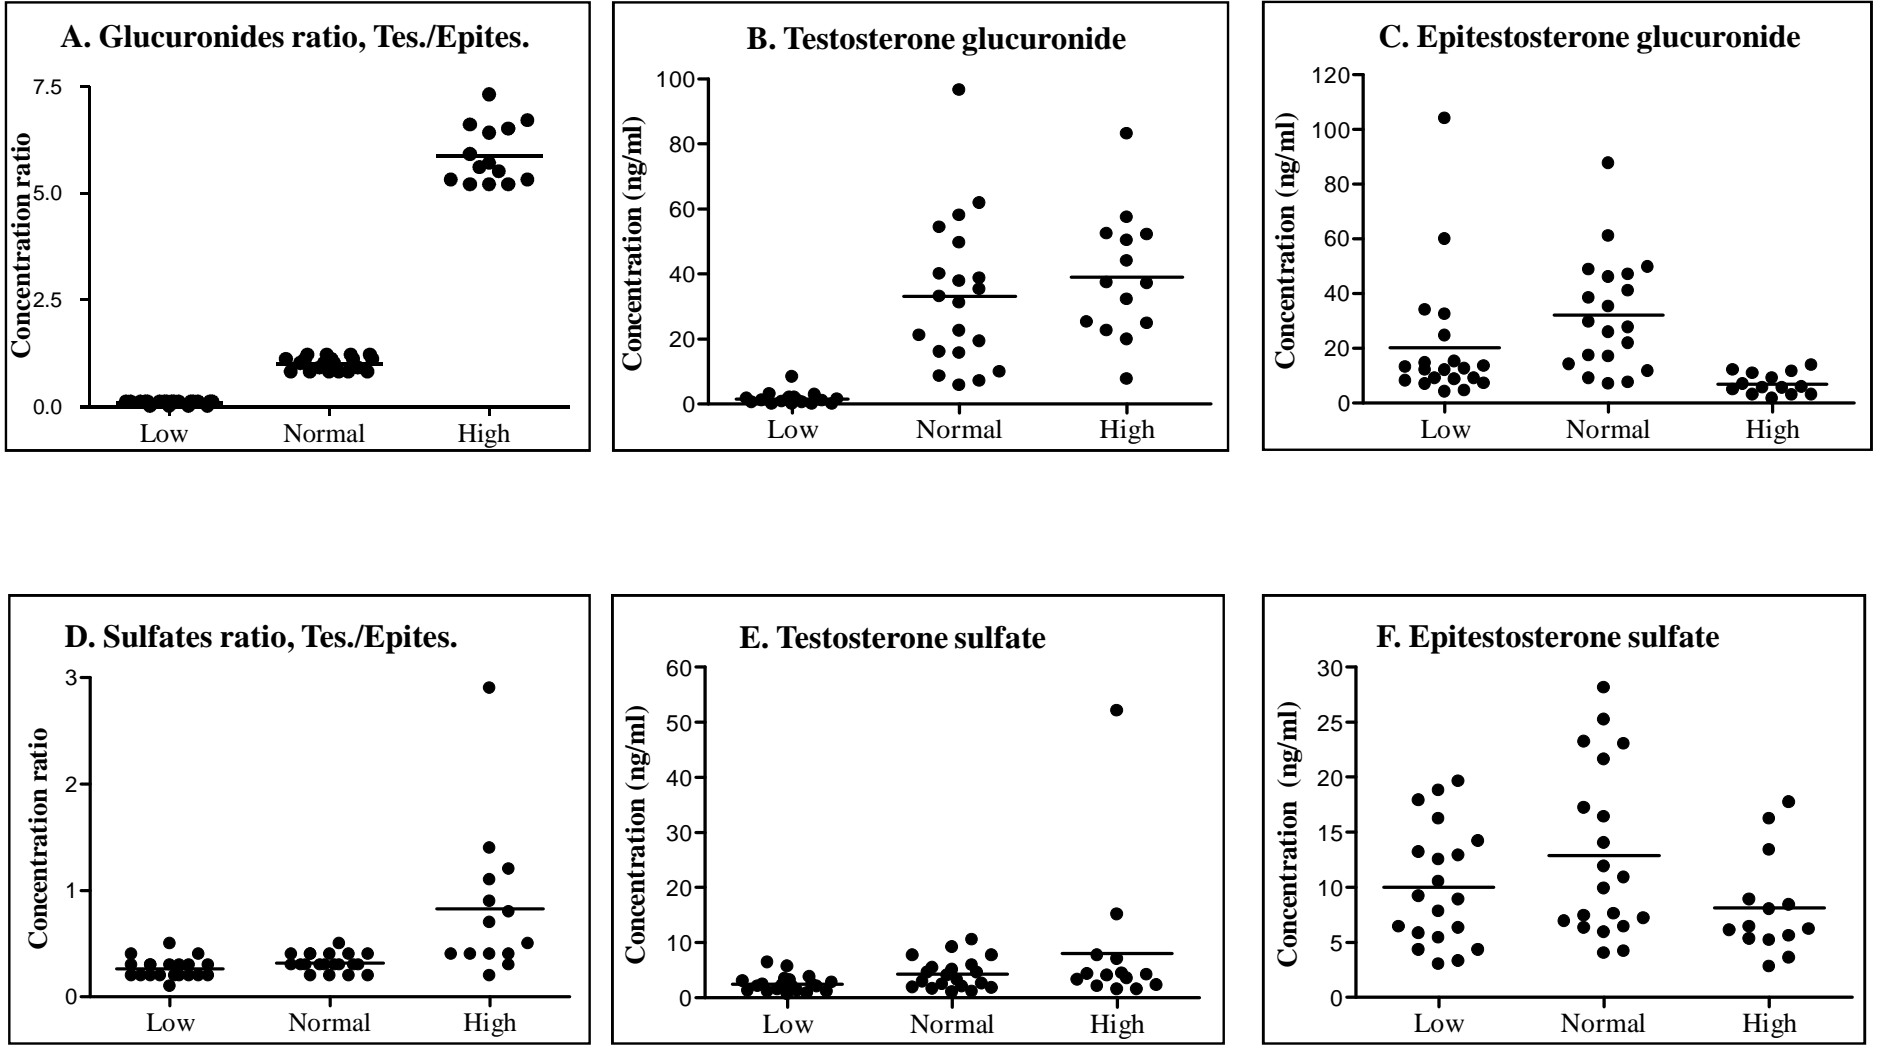 A. Glucuronides ratio, Tes./Epites.
Concentration ratio
7.5
5.0
2.5
0.0
Low Normal High
B. Testosterone glucuronide
Concentration (ng/ml)
100
80
60
40
20
0
Low Normal High
C. Epitestosterone glucuronide
Concentration (ng/ml)
120
100
80
60
40
20
0
Low Normal High
D. Sulfates ratio, Tes./Epites.
Concentration ratio
3
2
1
0
Low Normal High
E. Testosterone sulfate
Concentration (ng/ml)
60
50
40
30
20
10
0
Low Normal High
F. Epitestosterone sulfate
Concentration (ng/ml)
30
25
20
15
10
5
0
Low Normal High